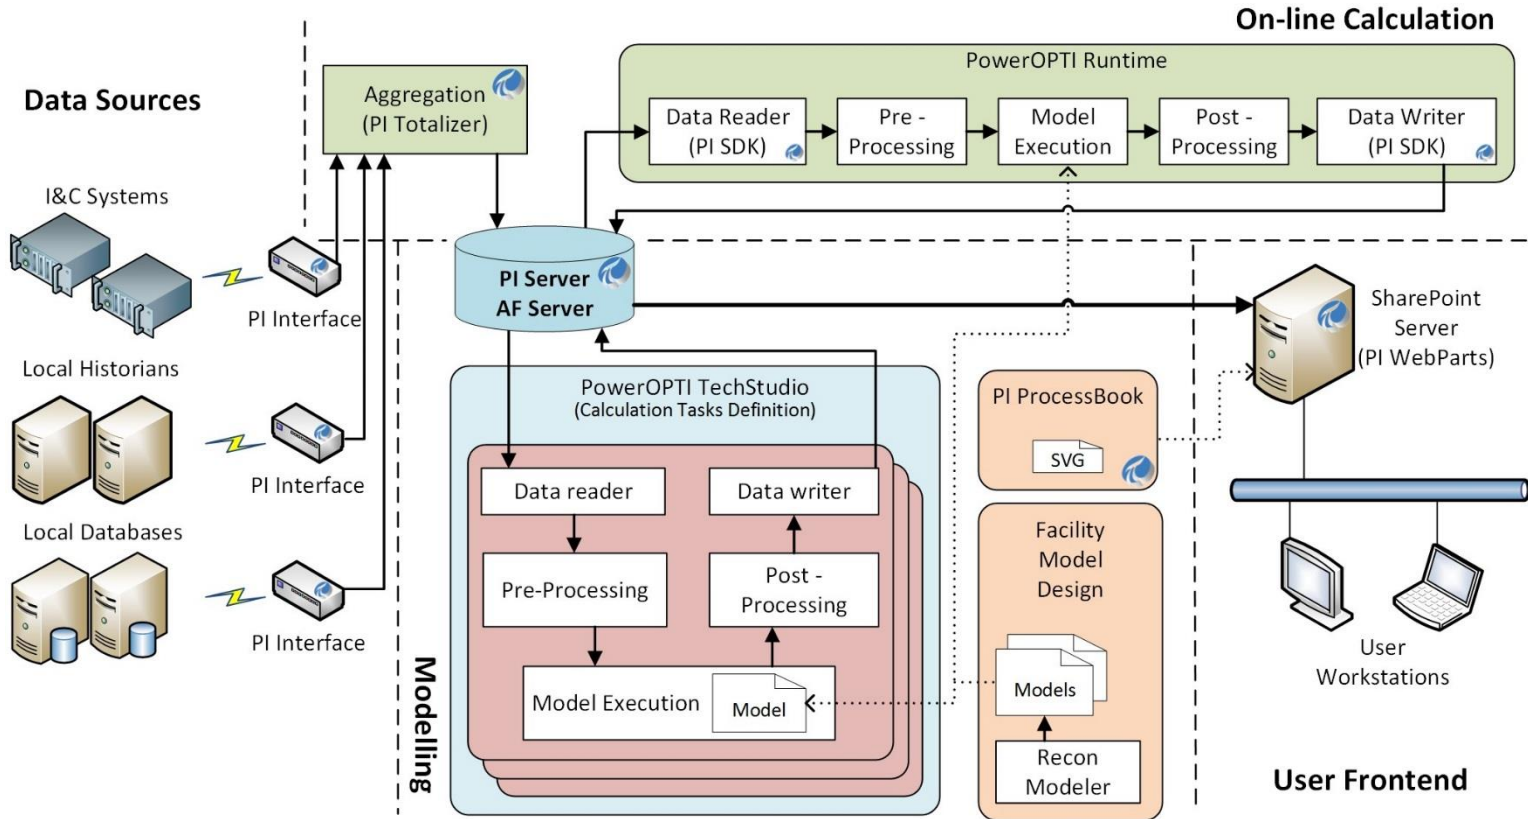 On-line Calculation
PowerOPTI Runtime
Data Reader
(PI SDK)
Pre -
Processing
Model
Execution
Post -
Processing
Data Writer
(PI SDK)
Data Sources
Aggregation
(PI Totalizer)
I&C Systems
PI Interface
Local Historians
PI Interface
Local Databases
PI Interface
PI Server
AF Server
SharePoint
Server
(PI WebParts)
PowerOPTI TechStudio
(Calculation Tasks Definition)
Data reader
Data writer
Pre-Processing
Post -
Processing
Model Execution
Model
Modelling
PI ProcessBook
SVG
Facility
Model
Design
Models
Recon
Modeler
User
Workstations
User Frontend